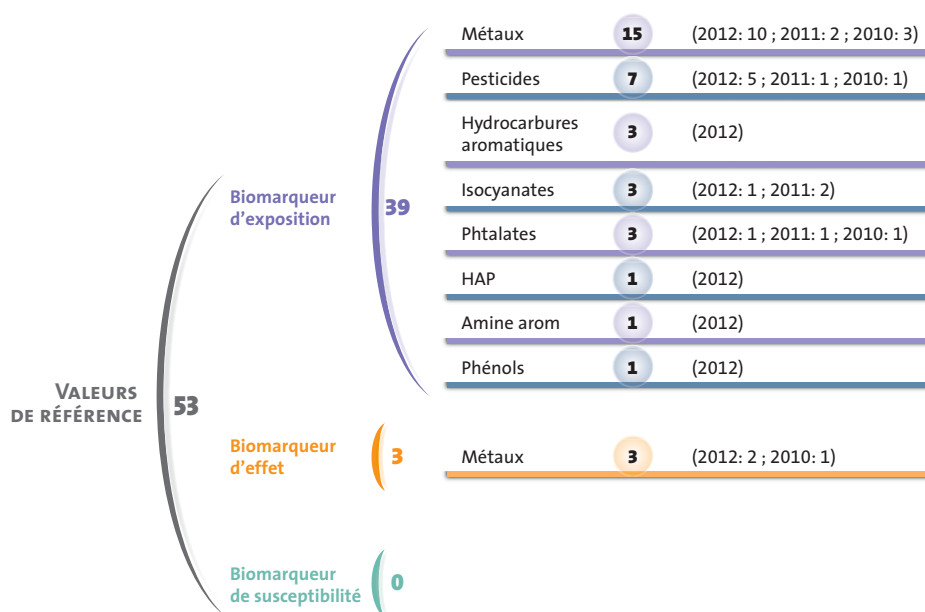 Métaux 15 (2012: 10 ; 2011: 2 ; 2010: 3)
Pesticides 7 (2012: 5 ; 2011: 1 ; 2010: 1)
Hydrocarbures
aromatiques 3 (2012)
Isocyanates 3 (2012: 1 ; 2011: 2)
Phtalates 3 (2012: 1 ; 2011: 1 ; 2010: 1)
HAP 1 (2012)
Amine arom 1 (2012)
Phénols 1 (2012)
Biomarqueur
d'exposition 39
VALEURS
DE RÉFÉRENCE 53
Biomarqueur
d'effet 3
Métaux 3 (2012: 2 ; 2010: 1)
Biomarqueur
de susceptibilité 0